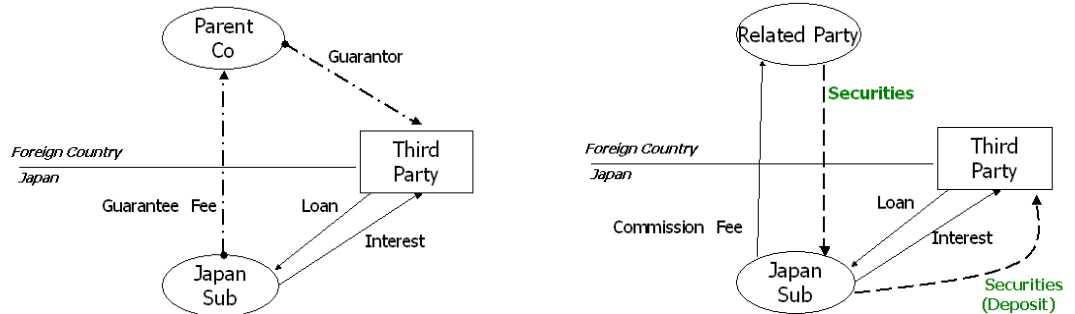 Parent
Co
Guarantor
Foreign Country
Japan
Third
Party
Guarantee Fee
Loan
Interest
Japan
Sub
Related Party
Securities
Foreign Country
Japan
Third
Party
Commission Fee
Loan
Interest
Japan
Sub
Securities
(Deposit)